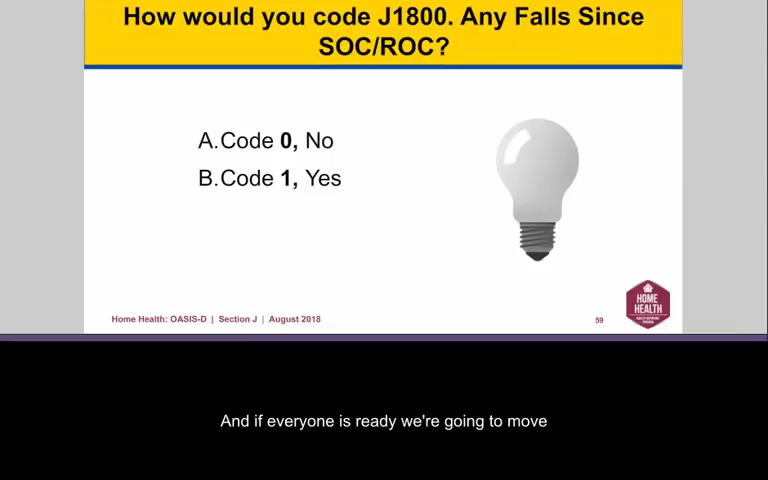 How would you code J1800. Any Falls Since
SOC/ROC?
A.Code 0, No
B.Code 1, Yes
Home Health: OASIS-D | Section J | August 2018
59
HOME
HEALTH
And if everyone is ready we're going to move